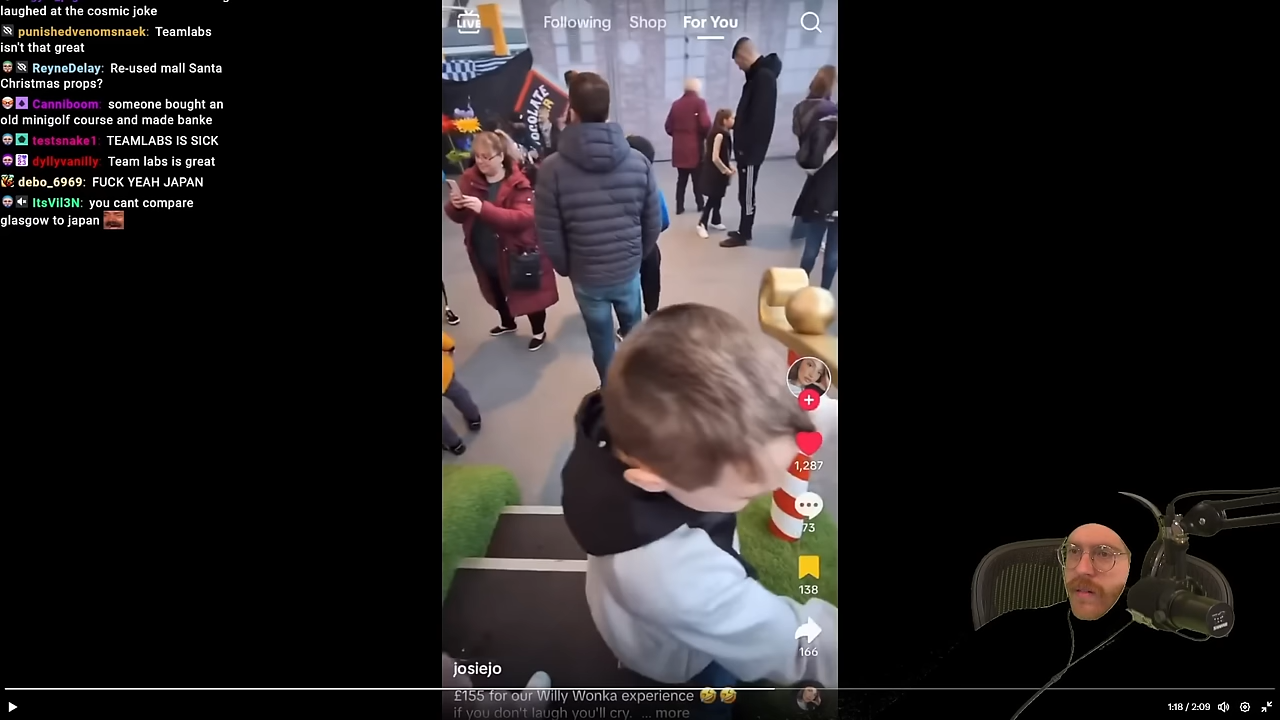 laughed at the cosmic joke
punishedvenomsnaek: Teamlabs
isn't that great
ReyneDelay: Re-used mall Santa
Christmas props?
Canniboom: someone bought an
old minigolf course and made banke
testsnake1: TEAMLABS IS SICK
dyllyvanilly: Team labs is great
debo_6969: FUCK YEAH JAPAN
ItsVil3N: you cant compare
glasgow to japan
LIVE
Following Shop For You
1,287
73
138
166
josiejo
£155 for our Willy Wonka experience 🤣🤣
if you don't laugh you'll cry. ... more
1:18 / 2:09